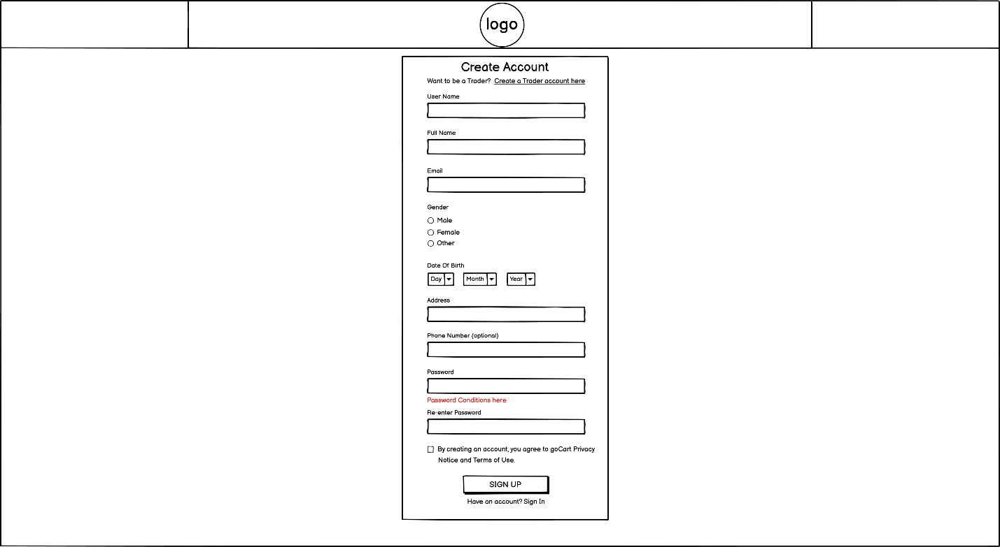 logo
Create Account
Want to be a Trader? Create a Trader account here
User Name
Full Name
Email
Gender
Male
Female
Other
Date Of Birth
Day Month Year
Address
Phone Number (optional)
Password
Password Conditions here
Re-enter Password
By creating an account, you agree to goCart Privacy
Notice and Terms of Use.
SIGN UP
Have an account? Sign In